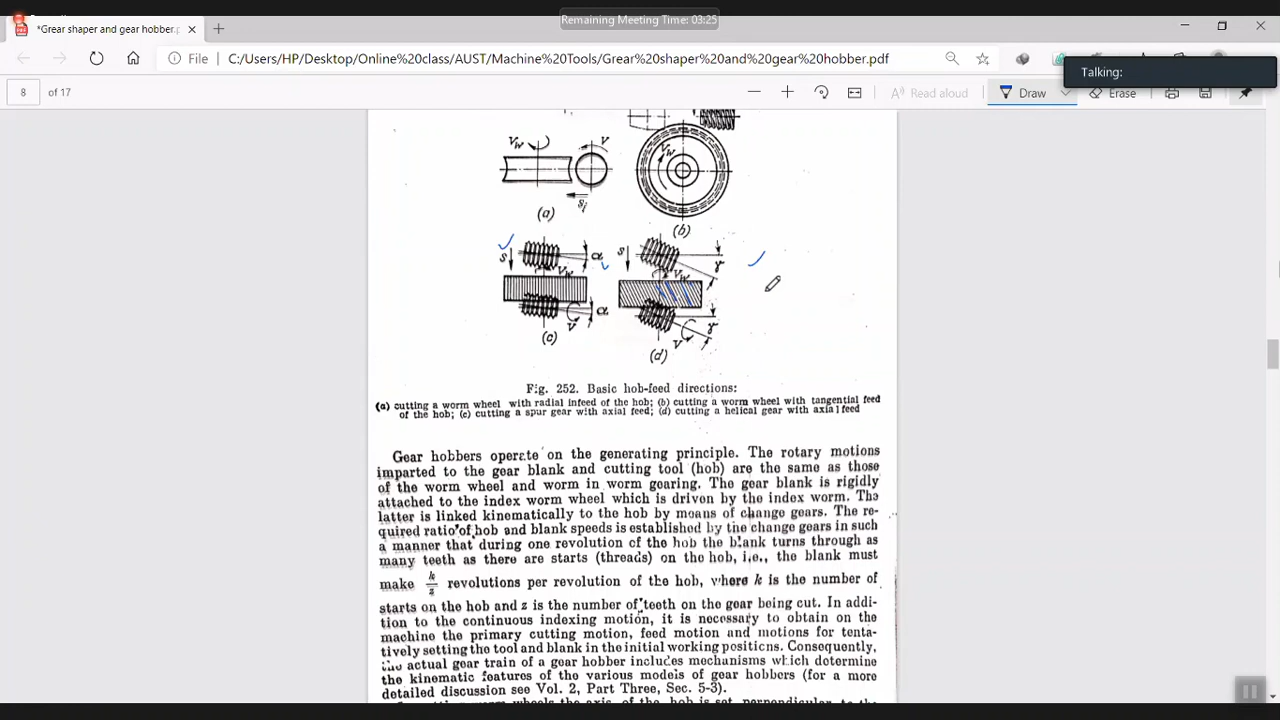 Remaining Meeting Time: 03:25
*Grear shaper and gear hobber.p
File C:/Users/HP/Desktop/Online%20class/AUST/Machine%20Tools/Grear%20shaper%20and%20gear%20hobber.pdf
Talking:
8 of 17
Read aloud
Draw
Erase
Vw V
Vw
Si
(a)
(b)
S α S γ
Vw Vw
α γ
V V
(c)
(d)
Fig. 252. Basic hob-feed directions:
(a) cutting a worm wheel with radial infeed of the hob; (b) cutting a worm wheel with tangential feed
of the hob; (c) cutting a spur gear with axial feed; (d) cutting a helical gear with axial feed
Gear hobbers operate on the generating principle. The rotary motions
imparted to the gear blank and cutting tool (hob) are the same as those
of the worm wheel and worm in worm gearing. The gear blank is rigidly
attached to the index worm wheel which is driven by the index worm. The
latter is linked kinematically to the hob by means of change gears. The re-
quired ratio of hob and blank speeds is established by the change gears in such
a manner that during one revolution of the hob the blank turns through as
many teeth as there are starts (threads) on the hob, i.e., the blank must
make k/z revolutions per revolution of the hob, where k is the number of
starts on the hob and z is the number of teeth on the gear being cut. In addi-
tion to the continuous indexing motion, it is necessary to obtain on the
machine the primary cutting motion, feed motion and motions for tenta-
tively setting the tool and blank in the initial working positions. Consequently,
the actual gear train of a gear hobber includes mechanisms which determine
the kinematic features of the various models of gear hobbers (for a more
detailed discussion see Vol. 2, Part Three, Sec. 5-3).